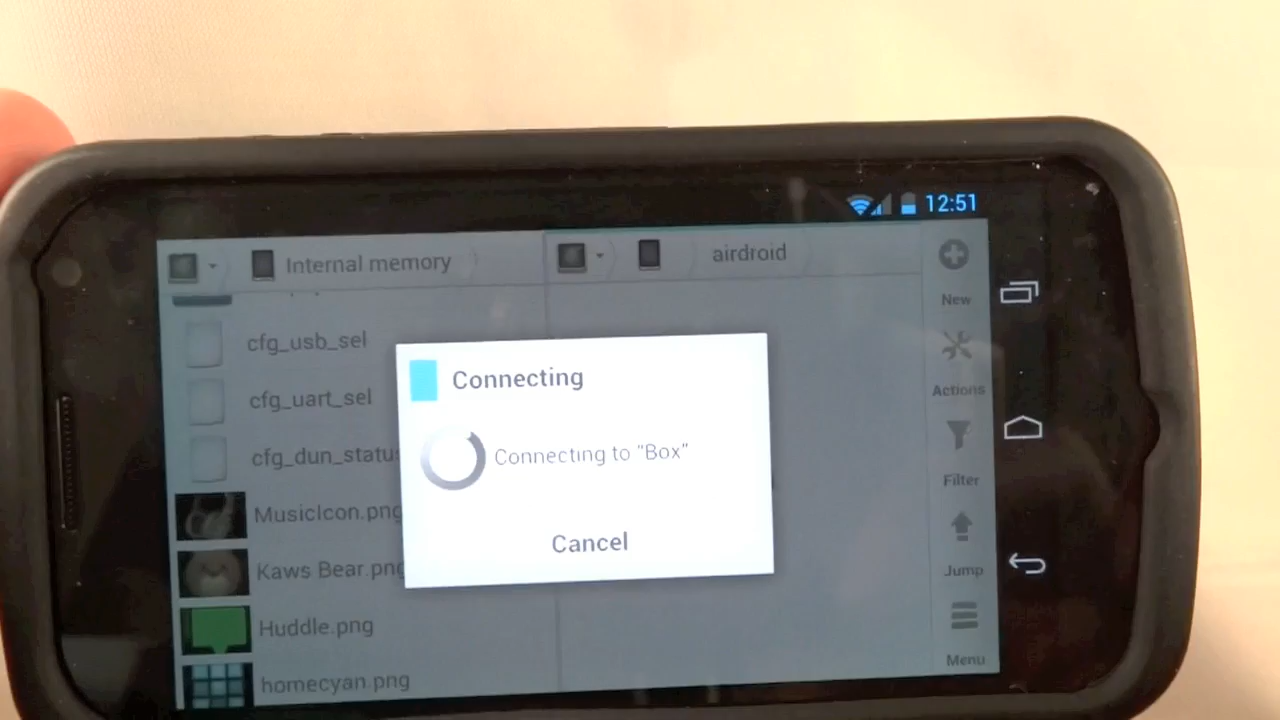 12:51
Internal memory
airdroid
New
cfg_usb_sel
Actions
cfg_uart_sel
Connecting
cfg_dun_status
Connecting to "Box"
Filter
MusicIcon.png
Cancel
Kaws Bear.png
Jump
Huddle.png
Menu
homecyan.png